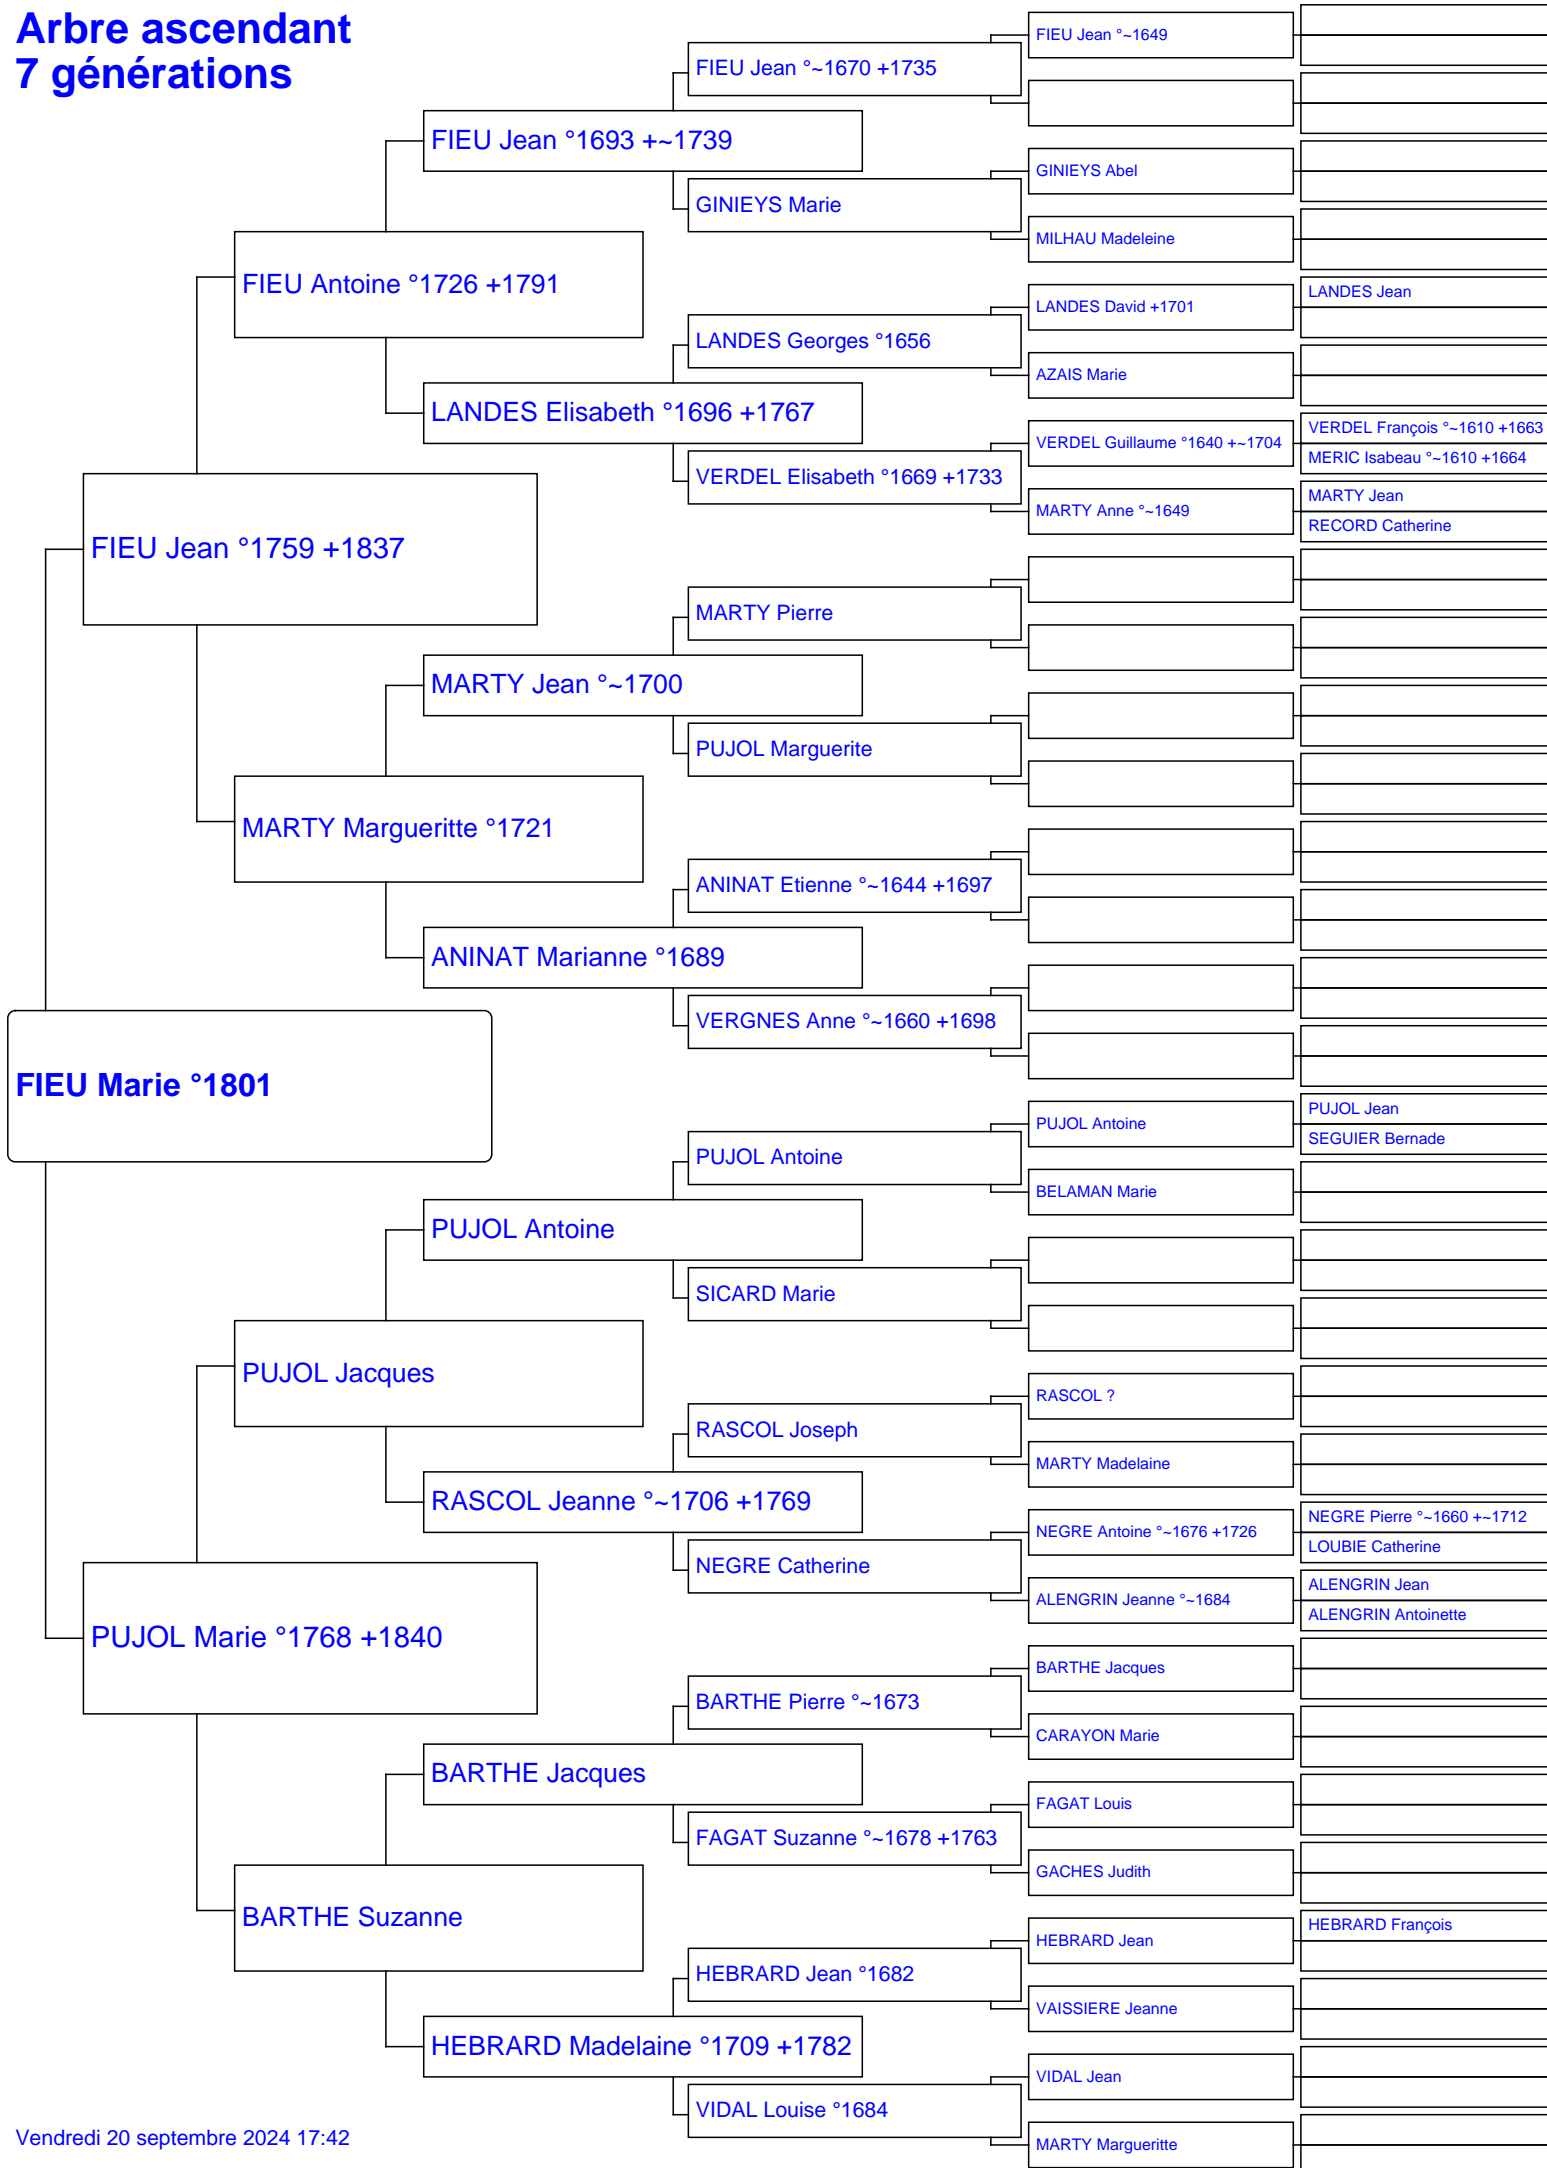 Arbre ascendant
7 générations
FIEU Marie °1801
FIEU Jean °1759 +1837
PUJOL Marie °1768 +1840
FIEU Antoine °1726 +1791
MARTY Margueritte °1721
PUJOL Jacques
BARTHE Suzanne
FIEU Jean °1693 +~1739
LANDES Elisabeth °1696 +1767
MARTY Jean °~1700
ANINAT Marianne °1689
PUJOL Antoine
RASCOL Jeanne °~1706 +1769
BARTHE Jacques
HEBRARD Madelaine °1709 +1782
FIEU Jean °~1670 +1735
GINIEYS Marie
LANDES Georges °1656
VERDEL Elisabeth °1669 +1733
MARTY Pierre
PUJOL Marguerite
ANINAT Etienne °~1644 +1697
VERGNES Anne °~1660 +1698
PUJOL Antoine
SICARD Marie
RASCOL Joseph
NEGRE Catherine
BARTHE Pierre °~1673
FAGAT Suzanne °~1678 +1763
HEBRARD Jean °1682
VIDAL Louise °1684
FIEU Jean °~1649
GINIEYS Abel
MILHAU Madeleine
LANDES David +1701
AZAIS Marie
VERDEL Guillaume °1640 +~1704
MARTY Anne °~1649
PUJOL Antoine
BELAMAN Marie
RASCOL ?
MARTY Madelaine
NEGRE Antoine °~1676 +1726
ALENGRIN Jeanne °~1684
BARTHE Jacques
CARAYON Marie
FAGAT Louis
GACHES Judith
HEBRARD Jean
VAISSIERE Jeanne
VIDAL Jean
MARTY Margueritte
LANDES Jean
VERDEL François °~1610 +1663
MERIC Isabeau °~1610 +1664
MARTY Jean
RECORD Catherine
PUJOL Jean
SEGUIER Bernade
NEGRE Pierre °~1660 +~1712
LOUBIE Catherine
ALENGRIN Jean
ALENGRIN Antoinette
HEBRARD François
Vendredi 20 septembre 2024 17:42